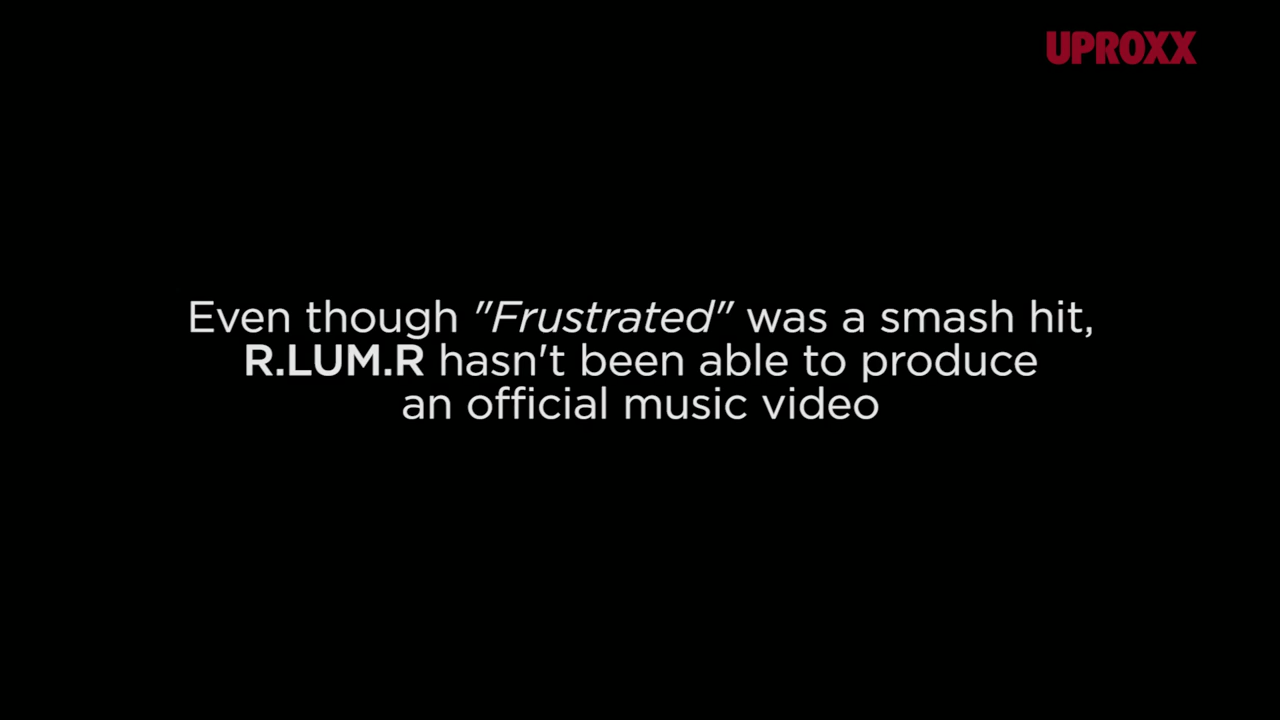 UPROXX
Even though "Frustrated" was a smash hit,
R.LUM.R hasn't been able to produce
an official music video